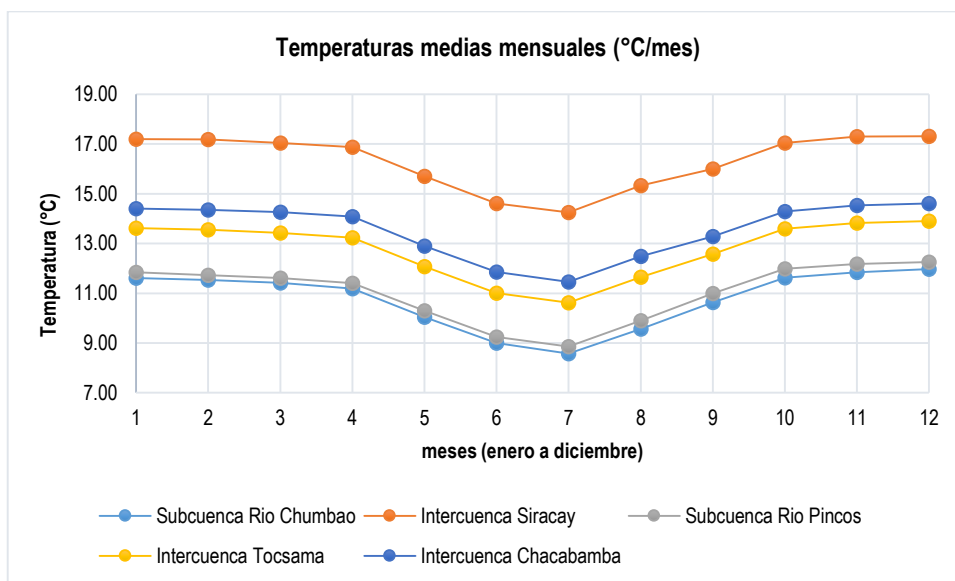 Temperaturas medias mensuales (°C/mes)
Temperatura (°C)
19.00
17.00
15.00
13.00
11.00
9.00
7.00
1 2 3 4 5 6 7 8 9 10 11 12
meses (enero a diciembre)
Subcuenca Rio Chumbao Intercuenca Siracay Subcuenca Rio Pincos
Intercuenca Tocsama Intercuenca Chacabamba